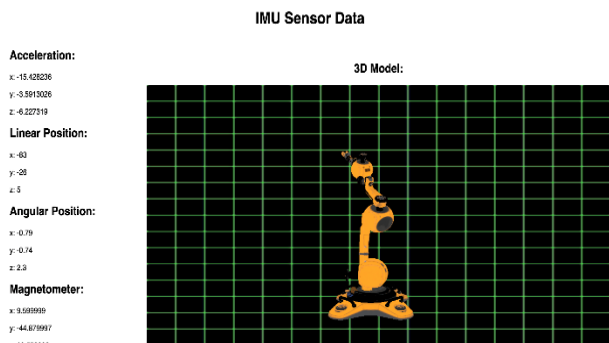 IMU Sensor Data
Acceleration:
x: -15.428236
y: -3.5913026
z: -6.227319
Linear Position:
x: -63
y: -26
z: 5
Angular Position:
x: -0.79
y: -0.74
z: 2.3
Magnetometer:
x: 9.599999
y: -44.879997
3D Model: